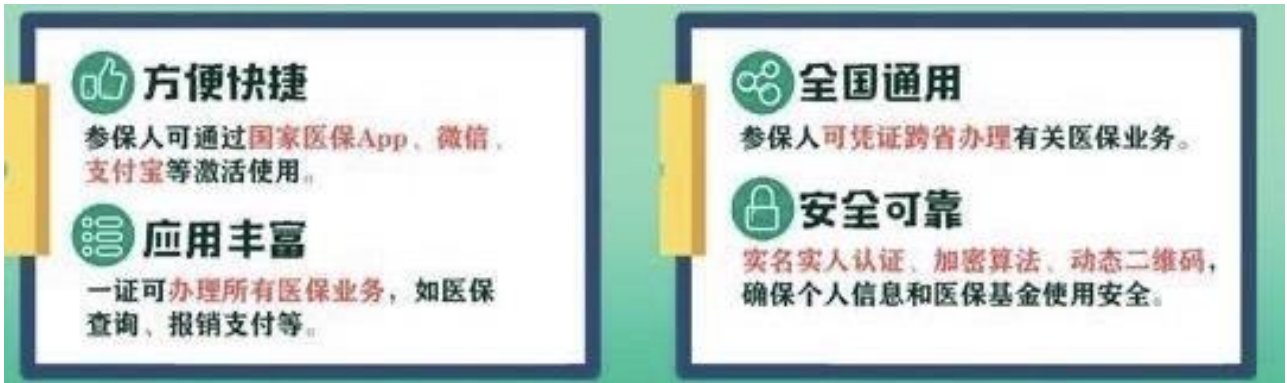 方便快捷
参保人可通过国家医保App、微信、
支付宝等激活使用。
应用丰富
一证可办理所有医保业务，如医保
查询、报销支付等。
全国通用
参保人可凭证跨省办理有关医保业务。
安全可靠
实名实人认证、加密算法、动态二维码，
确保个人信息和医保基金使用安全。